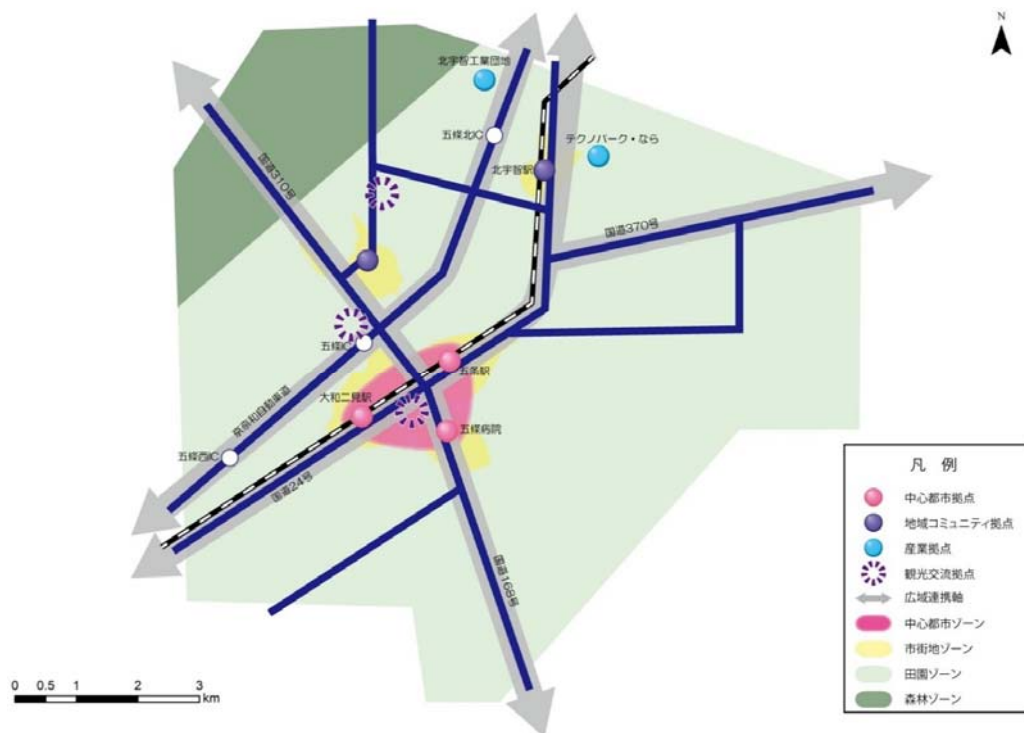 N
北宇智工業団地
五條北IC
テクノパーク・なら
北宇智駅
国道310号
国道370号
五條IC
五条駅
大和二見駅
京奈和自動車道
五條病院
五條西IC
国道24号
国道168号
凡 例
中心都市拠点
地域コミュニティ拠点
産業拠点
観光交流拠点
広域連携軸
中心都市ゾーン
市街地ゾーン
田園ゾーン
森林ゾーン
0 0.5 1 2 3
km